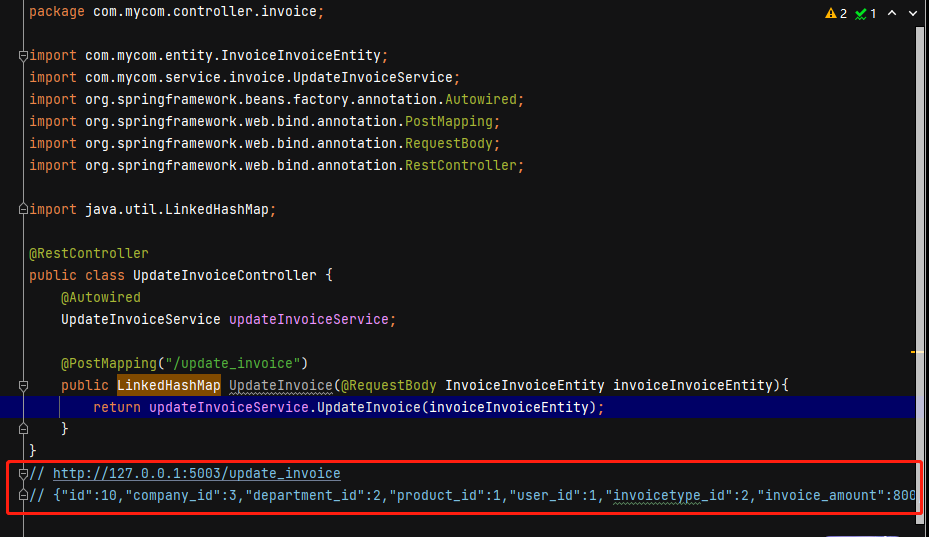 package com.mycom.controller.invoice;
2 1
import com.mycom.entity.InvoiceInvoiceEntity;
import com.mycom.service.invoice.UpdateInvoiceService;
import org.springframework.beans.factory.annotation.Autowired;
import org.springframework.web.bind.annotation.PostMapping;
import org.springframework.web.bind.annotation.RequestBody;
import org.springframework.web.bind.annotation.RestController;
import java.util.LinkedHashMap;
@RestController
public class UpdateInvoiceController {
@Autowired
UpdateInvoiceService updateInvoiceService;
@PostMapping("/update_invoice")
public LinkedHashMap UpdateInvoice(@RequestBody InvoiceInvoiceEntity invoiceInvoiceEntity){
return updateInvoiceService.UpdateInvoice(invoiceInvoiceEntity);
}
}
// http://127.0.0.1:5003/update_invoice
// {"id":10,"company_id":3,"department_id":2,"product_id":1,"user_id":1,"invoicetype_id":2,"invoice_amount":800